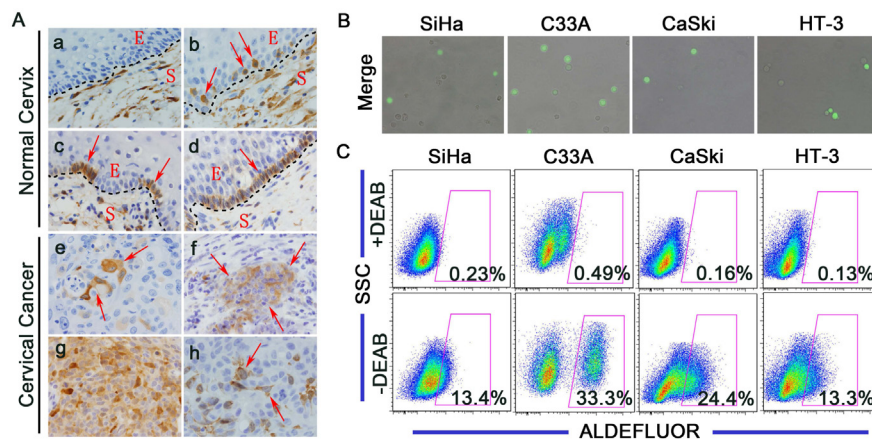 A
Normal Cervix
Cervical Cancer
a
E
S
b
E
S
c
E
S
d
E
S
e
f
g
h
B
SiHa C33A CaSki HT-3
Merge
C
SiHa C33A CaSki HT-3
SSC
+DEAB
0.23% 0.49% 0.16% 0.13%
-DEAB
13.4% 33.3% 24.4% 13.3%
ALDEFLUOR